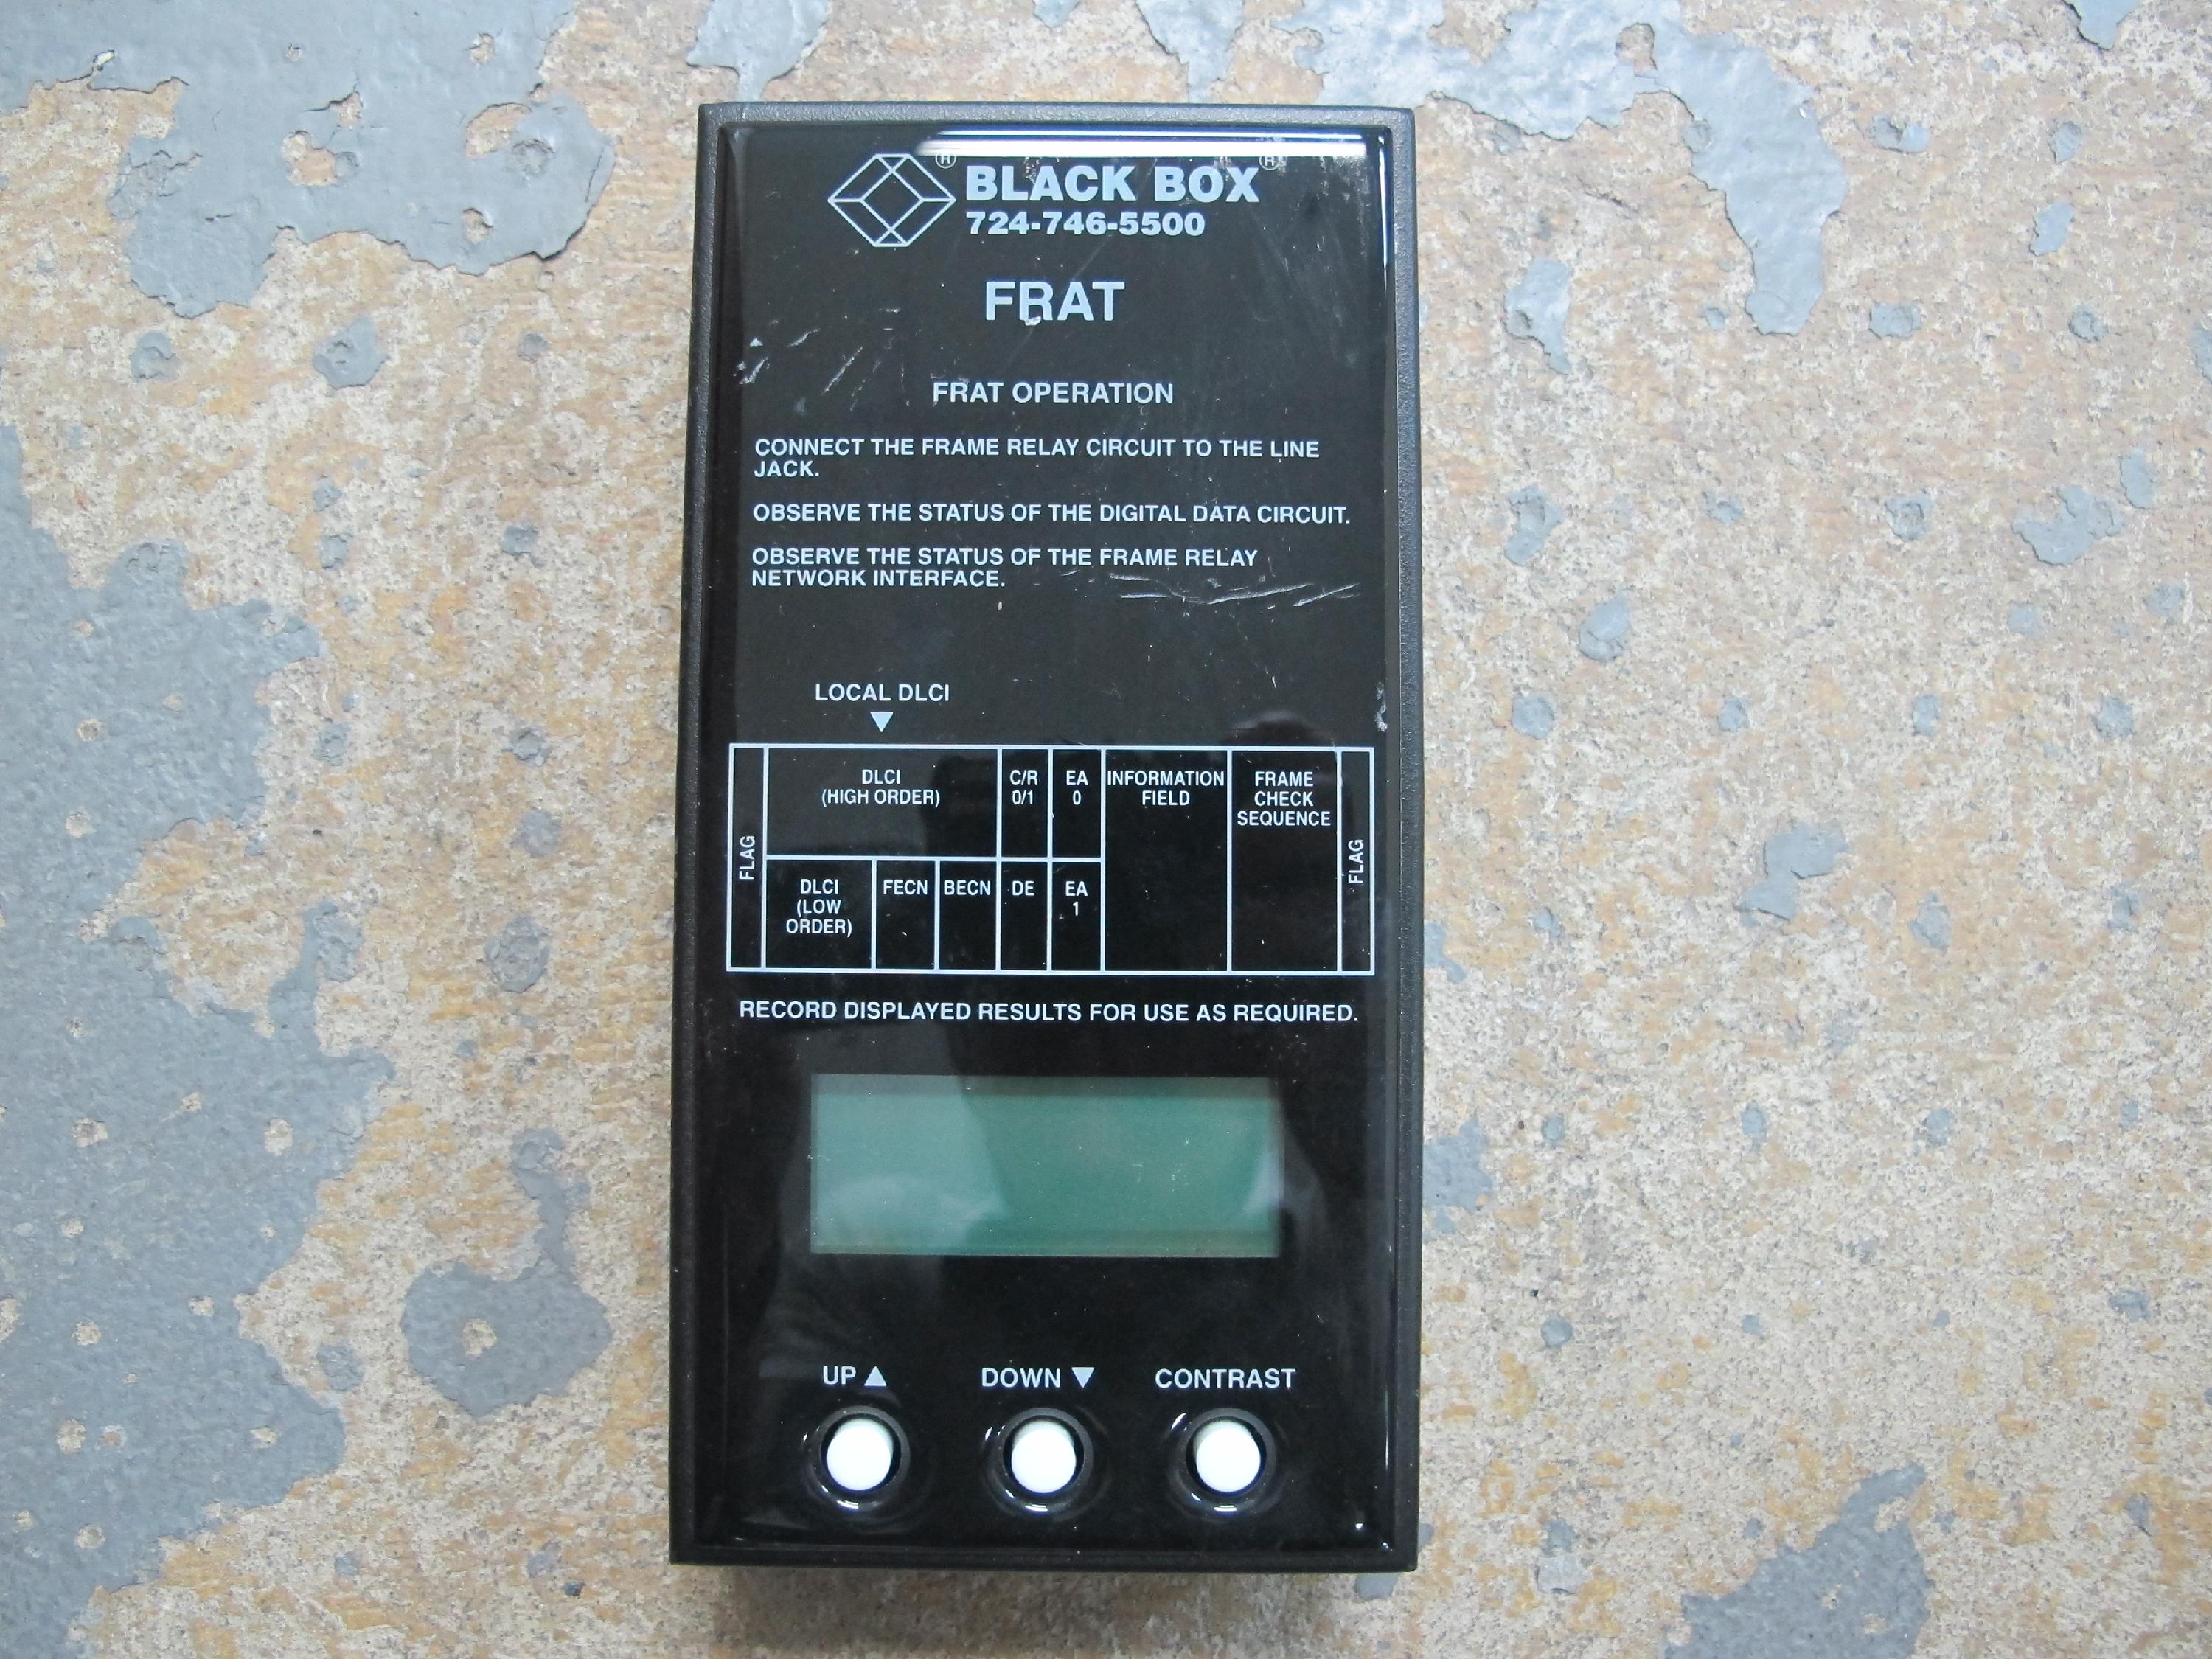 ® BLACK BOX®
724-746-5500
FRAT
FRAT OPERATION
CONNECT THE FRAME RELAY CIRCUIT TO THE LINE
JACK.
OBSERVE THE STATUS OF THE DIGITAL DATA CIRCUIT.
OBSERVE THE STATUS OF THE FRAME RELAY
NETWORK INTERFACE.
LOCAL DLCI
▼
FLAG
DLCI
(HIGH ORDER)
C/R
0/1
EA
0
INFORMATION
FIELD
FRAME
CHECK
SEQUENCE
FLAG
DLCI
(LOW
ORDER)
FECN
BECN
DE
EA
1
RECORD DISPLAYED RESULTS FOR USE AS REQUIRED.
UP ▲ DOWN ▼ CONTRAST